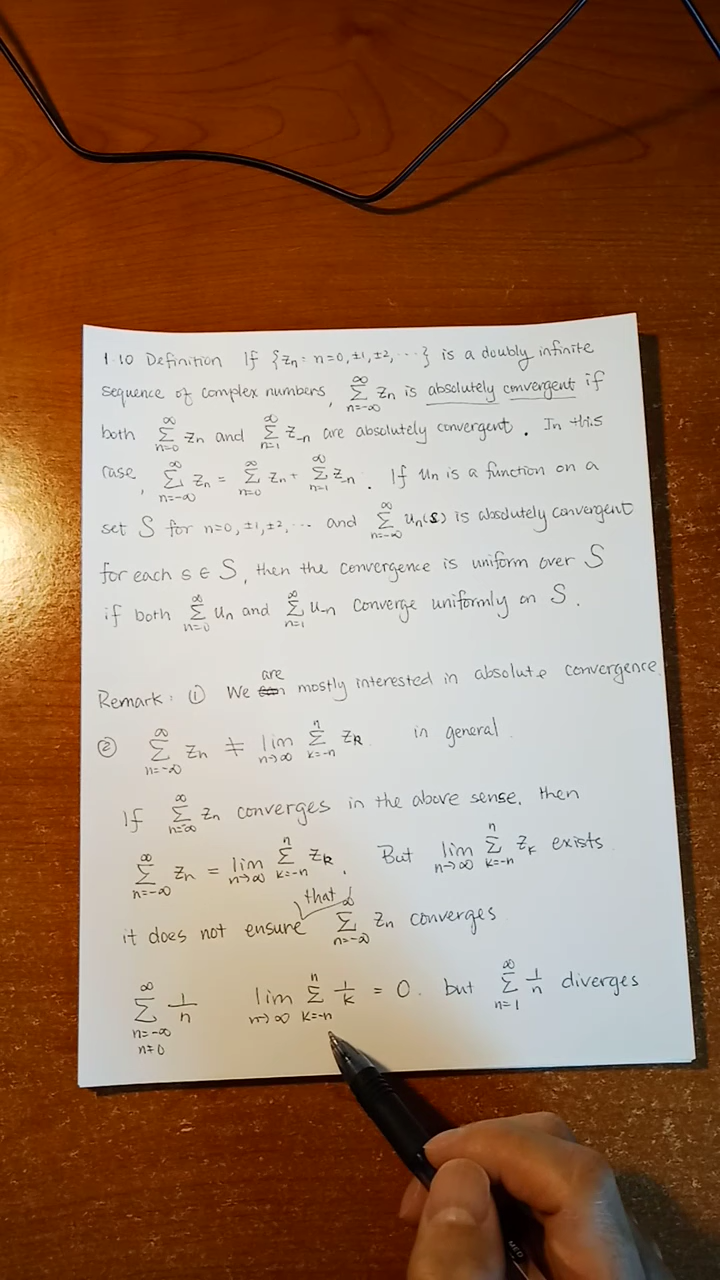 1.10 Definition If {zₙ : n=0, ±1, ±2, ⋯} is a doubly infinite
sequence of complex numbers, ∑_{n=-∞}^{∞} zₙ is absolutely convergent if
both ∑_{n=0}^{∞} zₙ and ∑_{n=1}^{∞} z₋ₙ are absolutely convergent. In this
case, ∑_{n=-∞}^{∞} zₙ = ∑_{n=0}^{∞} zₙ + ∑_{n=1}^{∞} z₋ₙ. If uₙ is a function on a
set S for n=0, ±1, ±2, ⋯ and ∑_{n=-∞}^{∞} uₙ(s) is absolutely convergent
for each s ∈ S, then the convergence is uniform over S
if both ∑_{n=0}^{∞} uₙ and ∑_{n=1}^{∞} u₋ₙ converge uniformly on S.
Remark: ① We are mostly interested in absolute convergence.
② ∑_{n=-∞}^{∞} zₙ ≠ lim_{n→∞} ∑_{k=-n}^{n} z_k in general.
If ∑_{n=-∞}^{∞} zₙ converges in the above sense, then
∑_{n=-∞}^{∞} zₙ = lim_{n→∞} ∑_{k=-n}^{n} z_k. But lim_{n→∞} ∑_{k=-n}^{n} z_k exists
it does not ensure that ∑_{n=-∞}^{∞} zₙ converges.
∑_{n=-∞, n≠0}^{∞} 1/n lim_{n→∞} ∑_{k=-n}^{n} 1/k = 0. but ∑_{n=1}^{∞} 1/n diverges